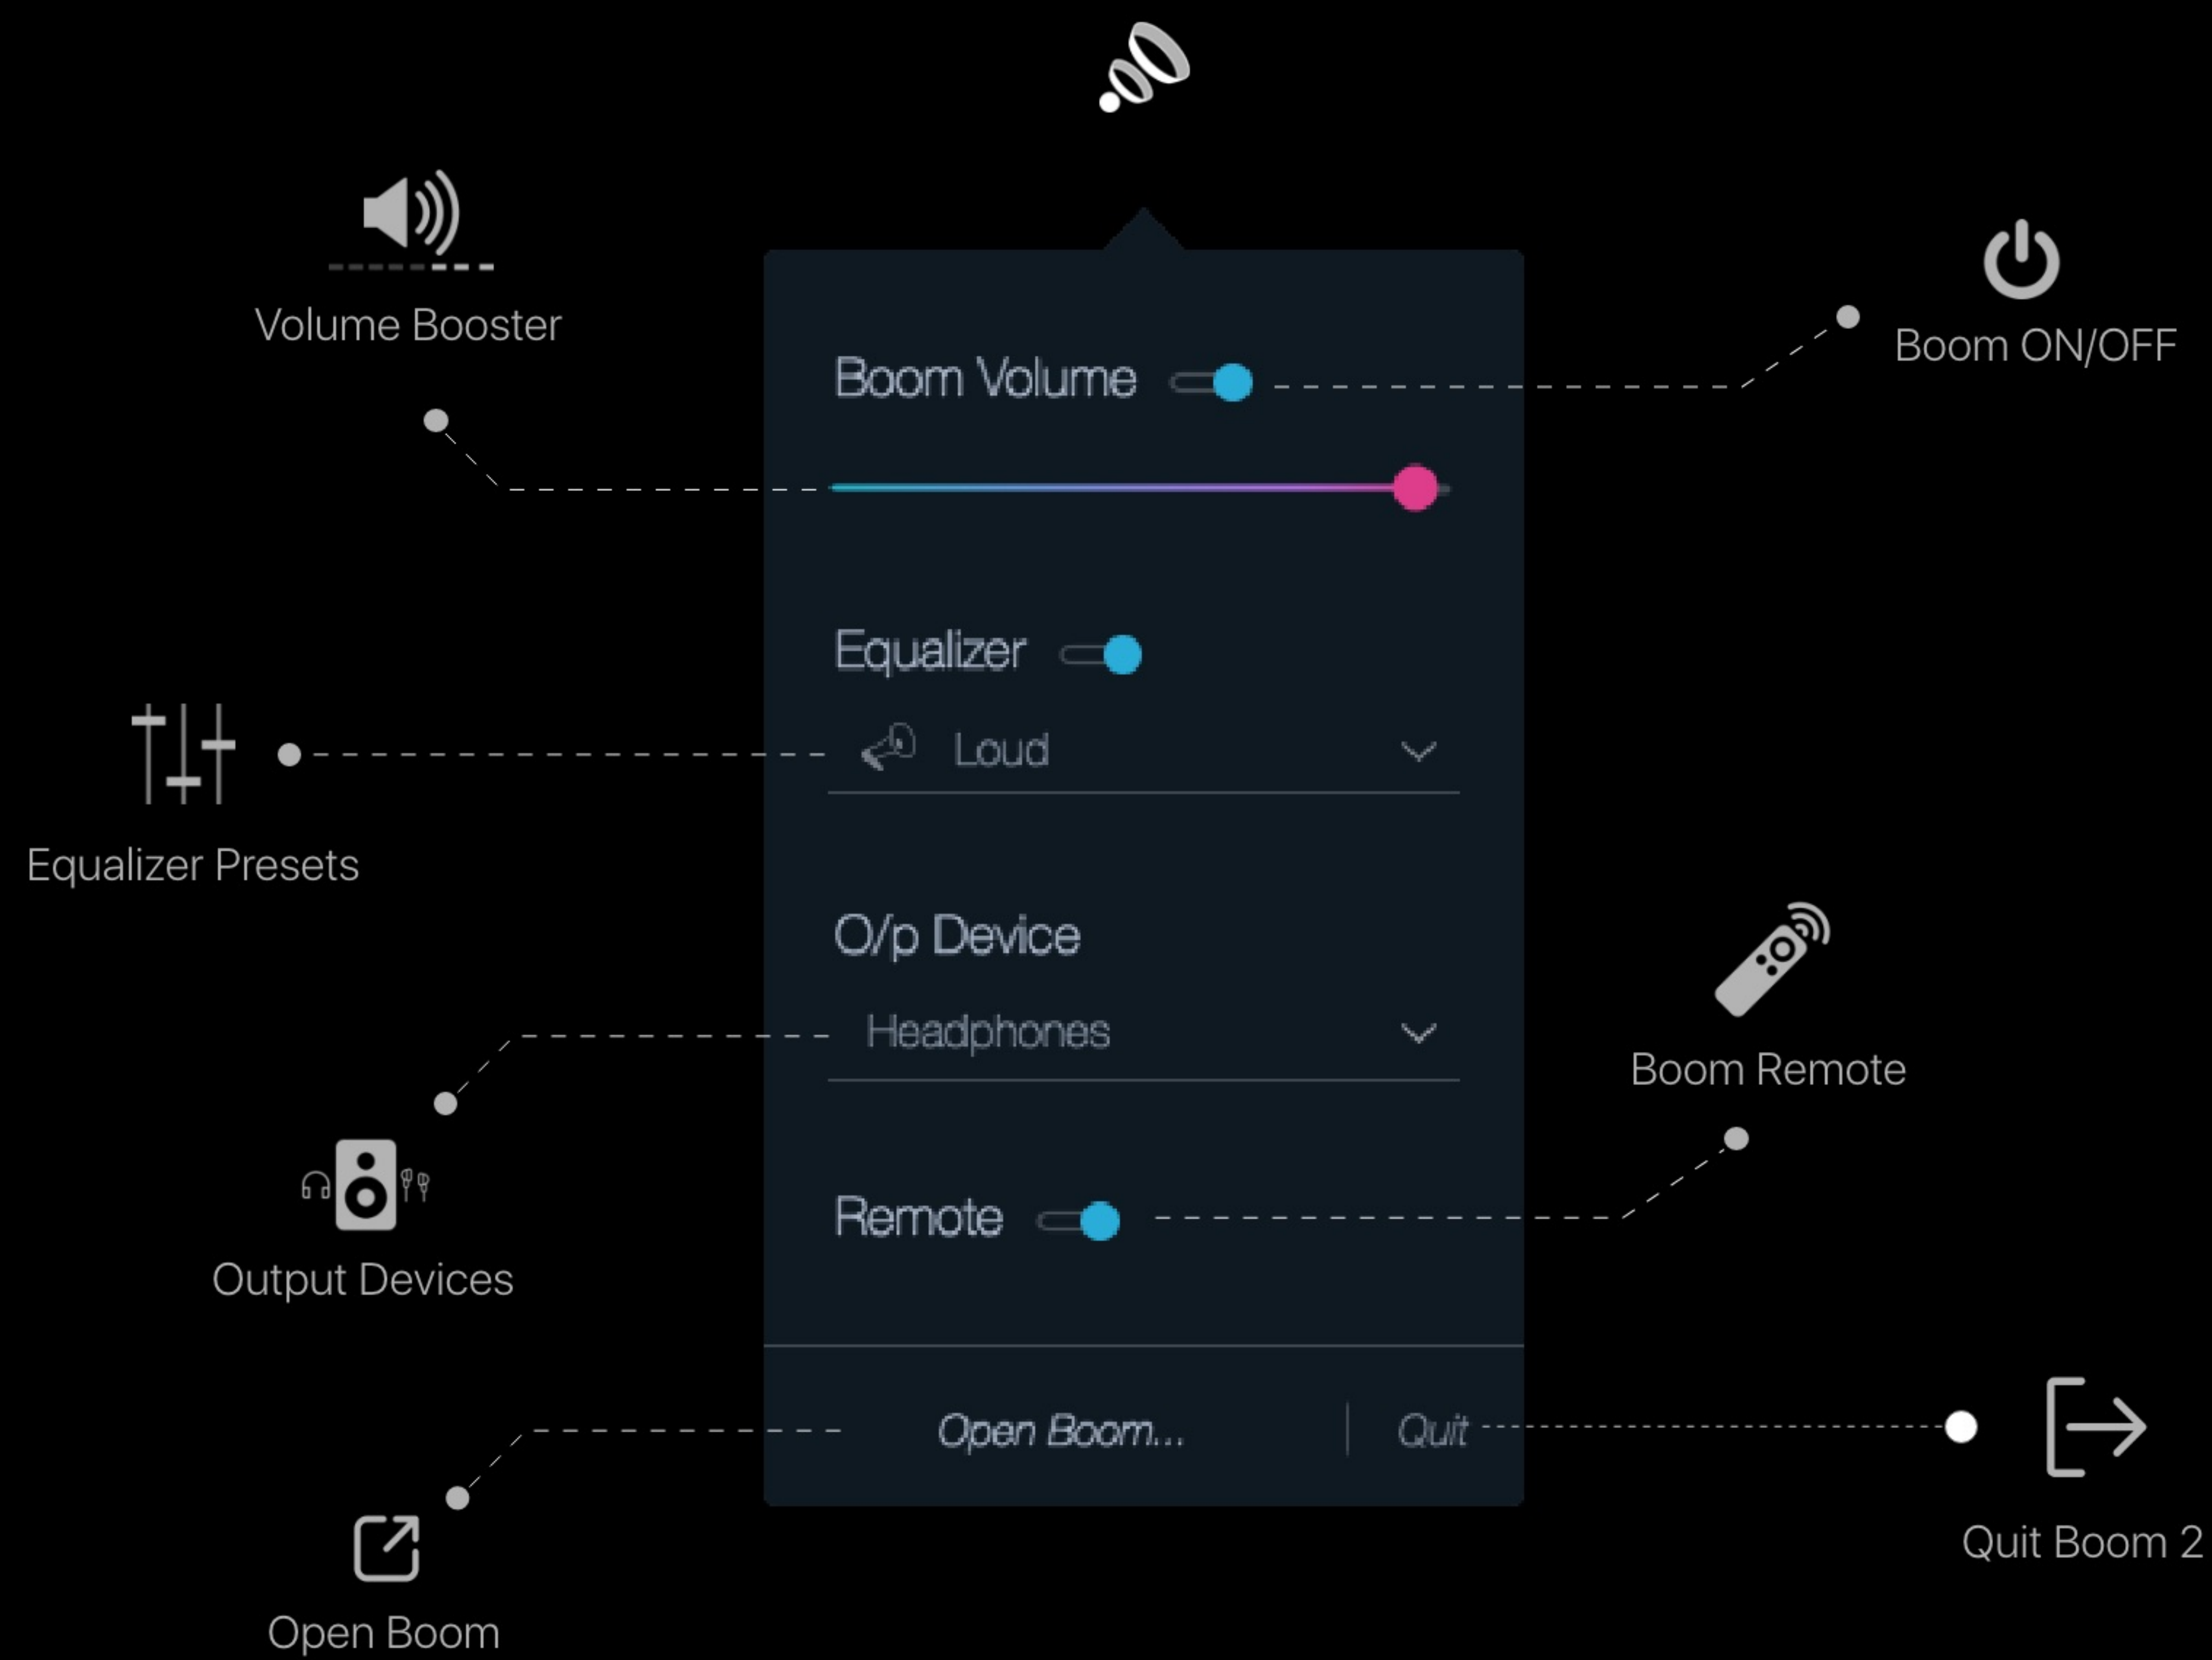 Volume Booster
Boom ON/OFF
Boom Volume
Equalizer
Loud
Equalizer Presets
O/p Device
Headphones
Boom Remote
Output Devices
Remote
Open Boom...
Quit
Quit Boom 2
Open Boom